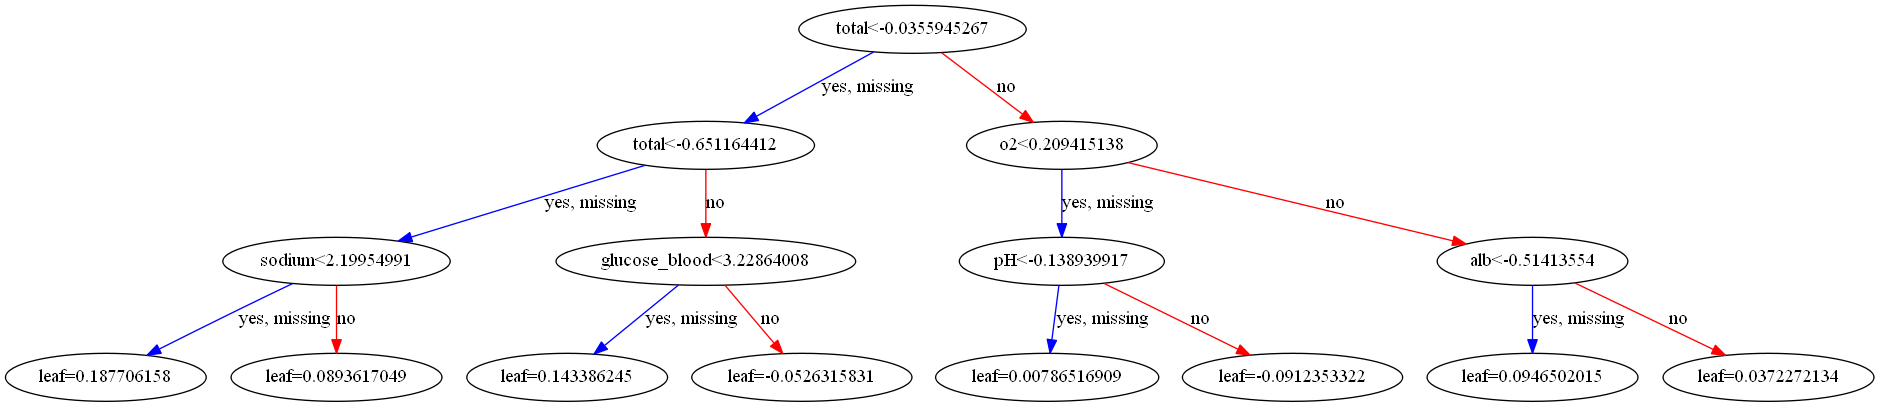 total<-0.0355945267
yes, missing
no
total<-0.651164412
o2<0.209415138
yes, missing
no
yes, missing
no
sodium<2.19954991
glucose_blood<3.22864008
pH<-0.138939917
alb<-0.51413554
yes, missing
no
yes, missing
no
yes, missing
no
yes, missing
no
leaf=0.187706158
leaf=0.0893617049
leaf=0.143386245
leaf=-0.0526315831
leaf=0.00786516909
leaf=-0.0912353322
leaf=0.0946502015
leaf=0.0372272134